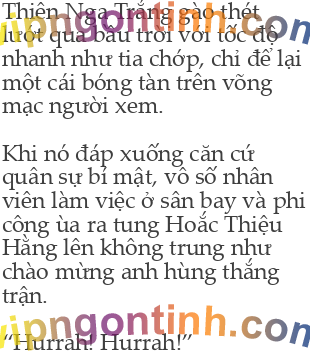 Thiên Nga Trắng gào thét
lướt qua bầu trời với tốc độ
nhanh như tia chớp, chỉ để lại
một cái bóng tàn trên võng
mạc người xem.
Khi nó đáp xuống căn cứ
quân sự bí mật, vô số nhân
viên làm việc ở sân bay và phi
công ùa ra tung Hoắc Thiệu
Hằng lên không trung như
chào mừng anh hùng thắng
trận.
vipngontinh.com
“Hurrah! Hurrah!”
vipngontinh.com